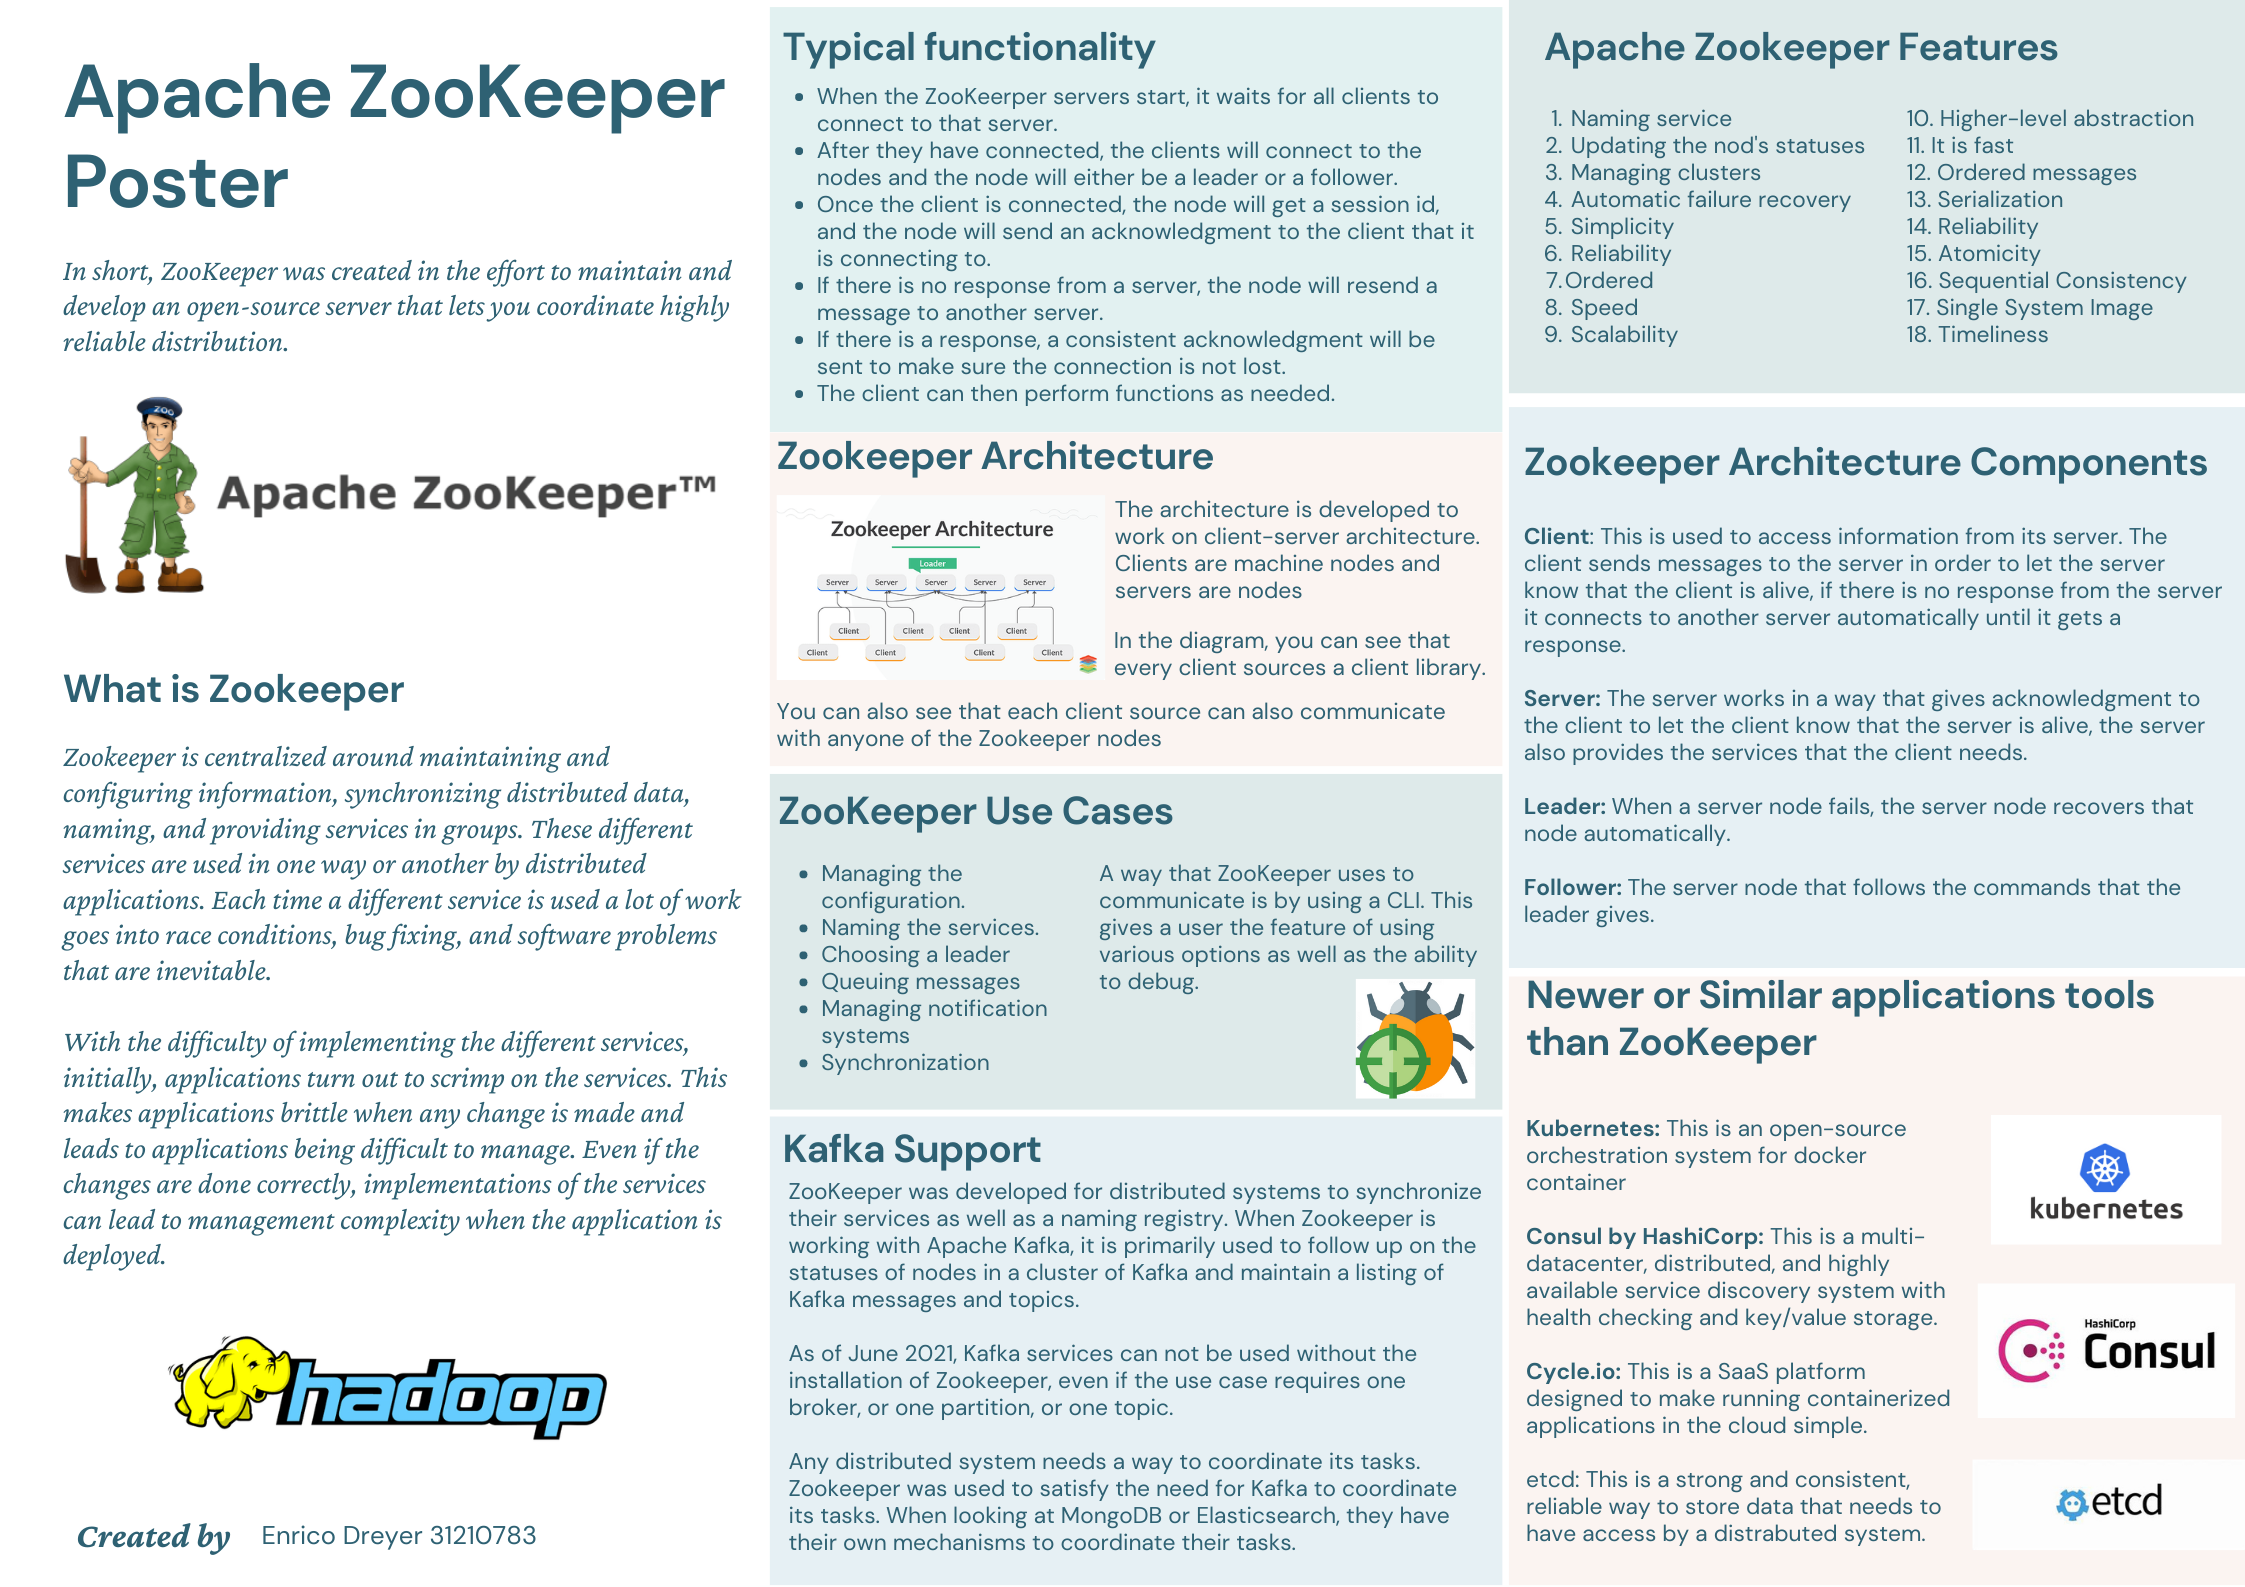 Apache ZooKeeper
Poster
In short, ZooKeeper was created in the effort to maintain and
develop an open-source server that lets you coordinate highly
reliable distribution.
ZOO
Apache ZooKeeper™
What is Zookeeper
Zookeeper is centralized around maintaining and
configuring information, synchronizing distributed data,
naming, and providing services in groups. These different
services are used in one way or another by distributed
applications. Each time a different service is used a lot of work
goes into race conditions, bug fixing, and software problems
that are inevitable.
With the difficulty of implementing the different services,
initially, applications turn out to scrimp on the services. This
makes applications brittle when any change is made and
leads to applications being difficult to manage. Even if the
changes are done correctly, implementations of the services
can lead to management complexity when the application is
deployed.
hadoop
Created by Enrico Dreyer 31210783
Typical functionality
• When the ZooKeerper servers start, it waits for all clients to
connect to that server.
• After they have connected, the clients will connect to the
nodes and the node will either be a leader or a follower.
• Once the client is connected, the node will get a session id,
and the node will send an acknowledgment to the client that it
is connecting to.
• If there is no response from a server, the node will resend a
message to another server.
• If there is a response, a consistent acknowledgment will be
sent to make sure the connection is not lost.
• The client can then perform functions as needed.
Zookeeper Architecture
Zookeeper Architecture
Loader
Server Server Server Server Server
Client Client Client Client
Client Client Client Client
The architecture is developed to
work on client-server architecture.
Clients are machine nodes and
servers are nodes
In the diagram, you can see that
every client sources a client library.
You can also see that each client source can also communicate
with anyone of the Zookeeper nodes
ZooKeeper Use Cases
• Managing the
configuration.
• Naming the services.
• Choosing a leader
• Queuing messages
• Managing notification
systems
• Synchronization
A way that ZooKeeper uses to
communicate is by using a CLI. This
gives a user the feature of using
various options as well as the ability
to debug.
Kafka Support
ZooKeeper was developed for distributed systems to synchronize
their services as well as a naming registry. When Zookeeper is
working with Apache Kafka, it is primarily used to follow up on the
statuses of nodes in a cluster of Kafka and maintain a listing of
Kafka messages and topics.
As of June 2021, Kafka services can not be used without the
installation of Zookeeper, even if the use case requires one
broker, or one partition, or one topic.
Any distributed system needs a way to coordinate its tasks.
Zookeeper was used to satisfy the need for Kafka to coordinate
its tasks. When looking at MongoDB or Elasticsearch, they have
their own mechanisms to coordinate their tasks.
Apache Zookeeper Features
1. Naming service
2. Updating the nod's statuses
3. Managing clusters
4. Automatic failure recovery
5. Simplicity
6. Reliability
7.Ordered
8. Speed
9. Scalability
10. Higher-level abstraction
11. It is fast
12. Ordered messages
13. Serialization
14. Reliability
15. Atomicity
16. Sequential Consistency
17. Single System Image
18. Timeliness
Zookeeper Architecture Components
Client: This is used to access information from its server. The
client sends messages to the server in order to let the server
know that the client is alive, if there is no response from the server
it connects to another server automatically until it gets a
response.
Server: The server works in a way that gives acknowledgment to
the client to let the client know that the server is alive, the server
also provides the services that the client needs.
Leader: When a server node fails, the server node recovers that
node automatically.
Follower: The server node that follows the commands that the
leader gives.
Newer or Similar applications tools
than ZooKeeper
Kubernetes: This is an open-source
orchestration system for docker
container
kubernetes
Consul by HashiCorp: This is a multi-
datacenter, distributed, and highly
available service discovery system with
health checking and key/value storage.
HashiCorp
Consul
Cycle.io: This is a SaaS platform
designed to make running containerized
applications in the cloud simple.
etcd: This is a strong and consistent,
reliable way to store data that needs to
have access by a distrabuted system.
etcd